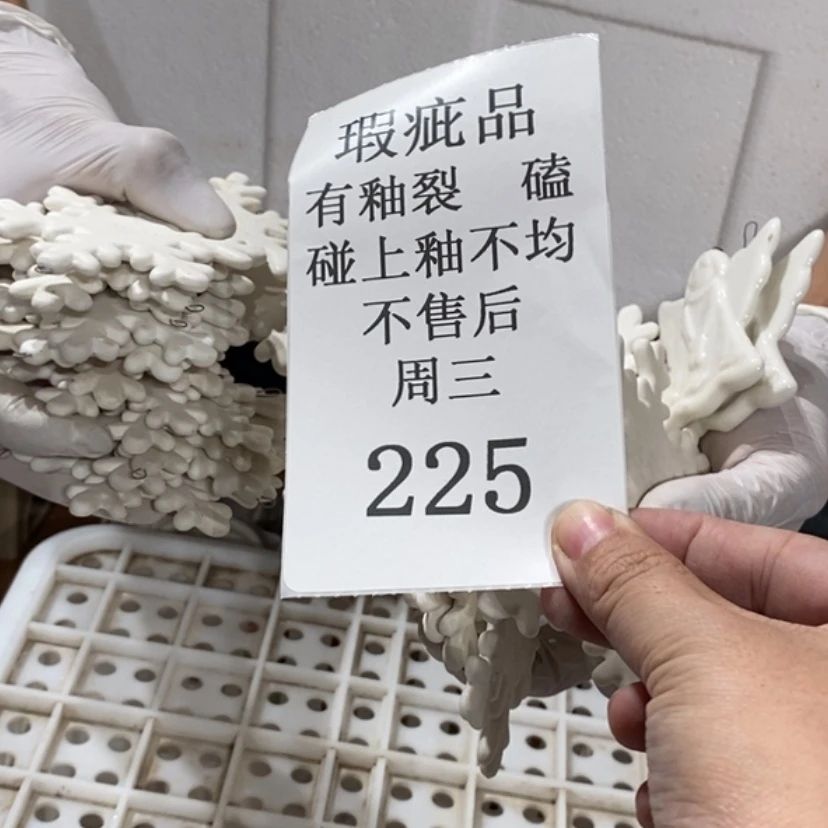 瑕疵品
有釉裂 磕
碰上釉不均
不售后
周三
225